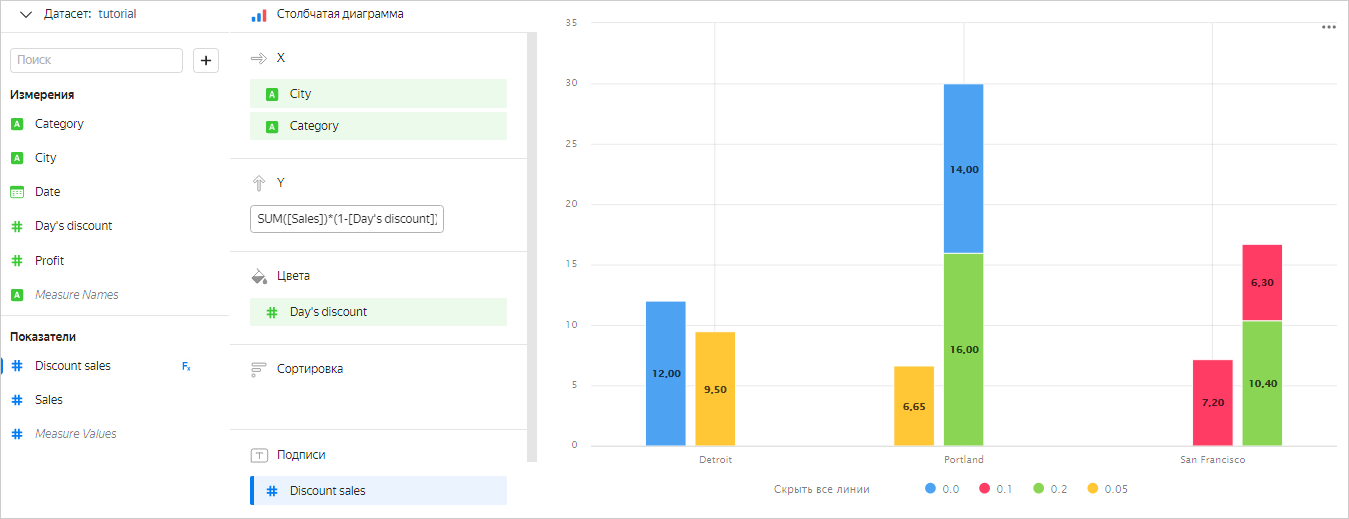 Датасет: tutorial
Поиск
+
Измерения
A Category
A City
Date
# Day's discount
# Profit
A Measure Names
Показатели
# Discount sales Fx
# Sales
# Measure Values
Столбчатая диаграмма
X
A City
A Category
Y
SUM([Sales])*(1-[Day's discount])
Цвета
# Day's discount
Сортировка
T Подписи
# Discount sales
35
30
25
20
15
10
5
0
12,00
9,50
6,65
14,00
16,00
7,20
6,30
10,40
Detroit
Portland
San Francisco
Скрыть все линии
0.0
0.1
0.2
0.05